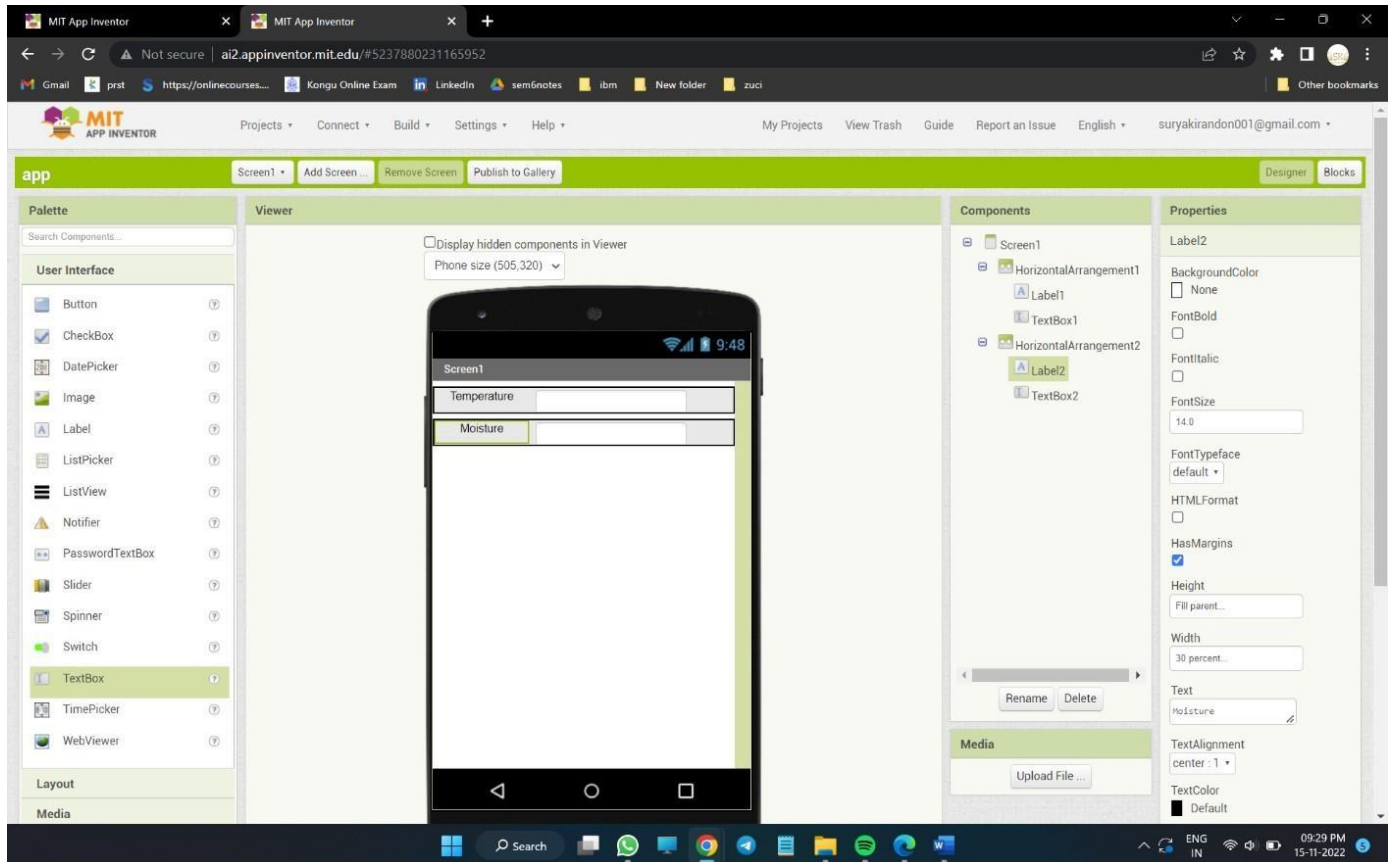 MIT App Inventor
MIT App Inventor
Not secure | ai2.appinventor.mit.edu/#5237880231165952
Gmail prst https://onlinecourses.... Kongu Online Exam LinkedIn sem6notes ibm New folder zuci Other bookmarks
MIT
APP INVENTOR
Projects Connect Build Settings Help My Projects View Trash Guide Report an Issue English suryakirandon001@gmail.com
app Screen1 Add Screen ... Remove Screen Publish to Gallery Designer Blocks
Palette
Search Components...
User Interface
Button
CheckBox
DatePicker
Image
Label
ListPicker
ListView
Notifier
PasswordTextBox
Slider
Spinner
Switch
TextBox
TimePicker
WebViewer
Layout
Media
Viewer
Display hidden components in Viewer
Phone size (505,320)
9:48
Screen1
Temperature
Moisture
Components
Screen1
HorizontalArrangement1
Label1
TextBox1
HorizontalArrangement2
Label2
TextBox2
Rename Delete
Media
Upload File ...
Properties
Label2
BackgroundColor
None
FontBold
FontItalic
FontSize
14.0
FontTypeface
default
HTMLFormat
HasMargins
Height
Fill parent...
Width
30 percent...
Text
Moisture
TextAlignment
center : 1
TextColor
Default
Search
ENG
IN
09:29 PM
15-11-2022
5